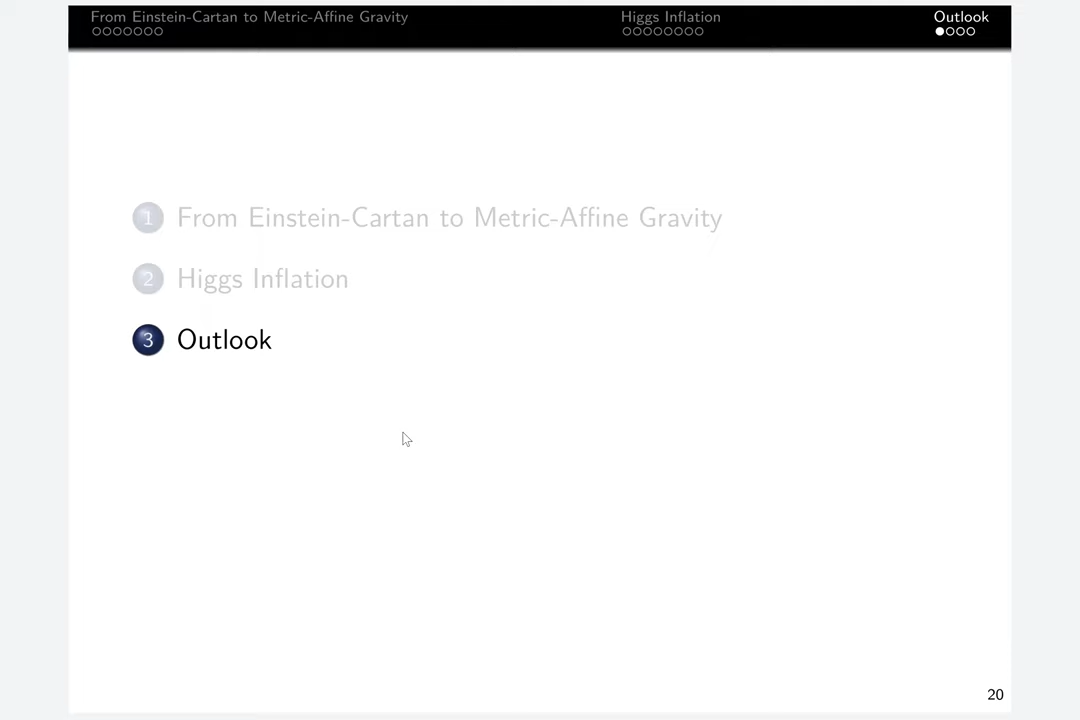 From Einstein-Cartan to Metric-Affine Gravity
Higgs Inflation
Outlook
1 From Einstein-Cartan to Metric-Affine Gravity
2 Higgs Inflation
3 Outlook
20